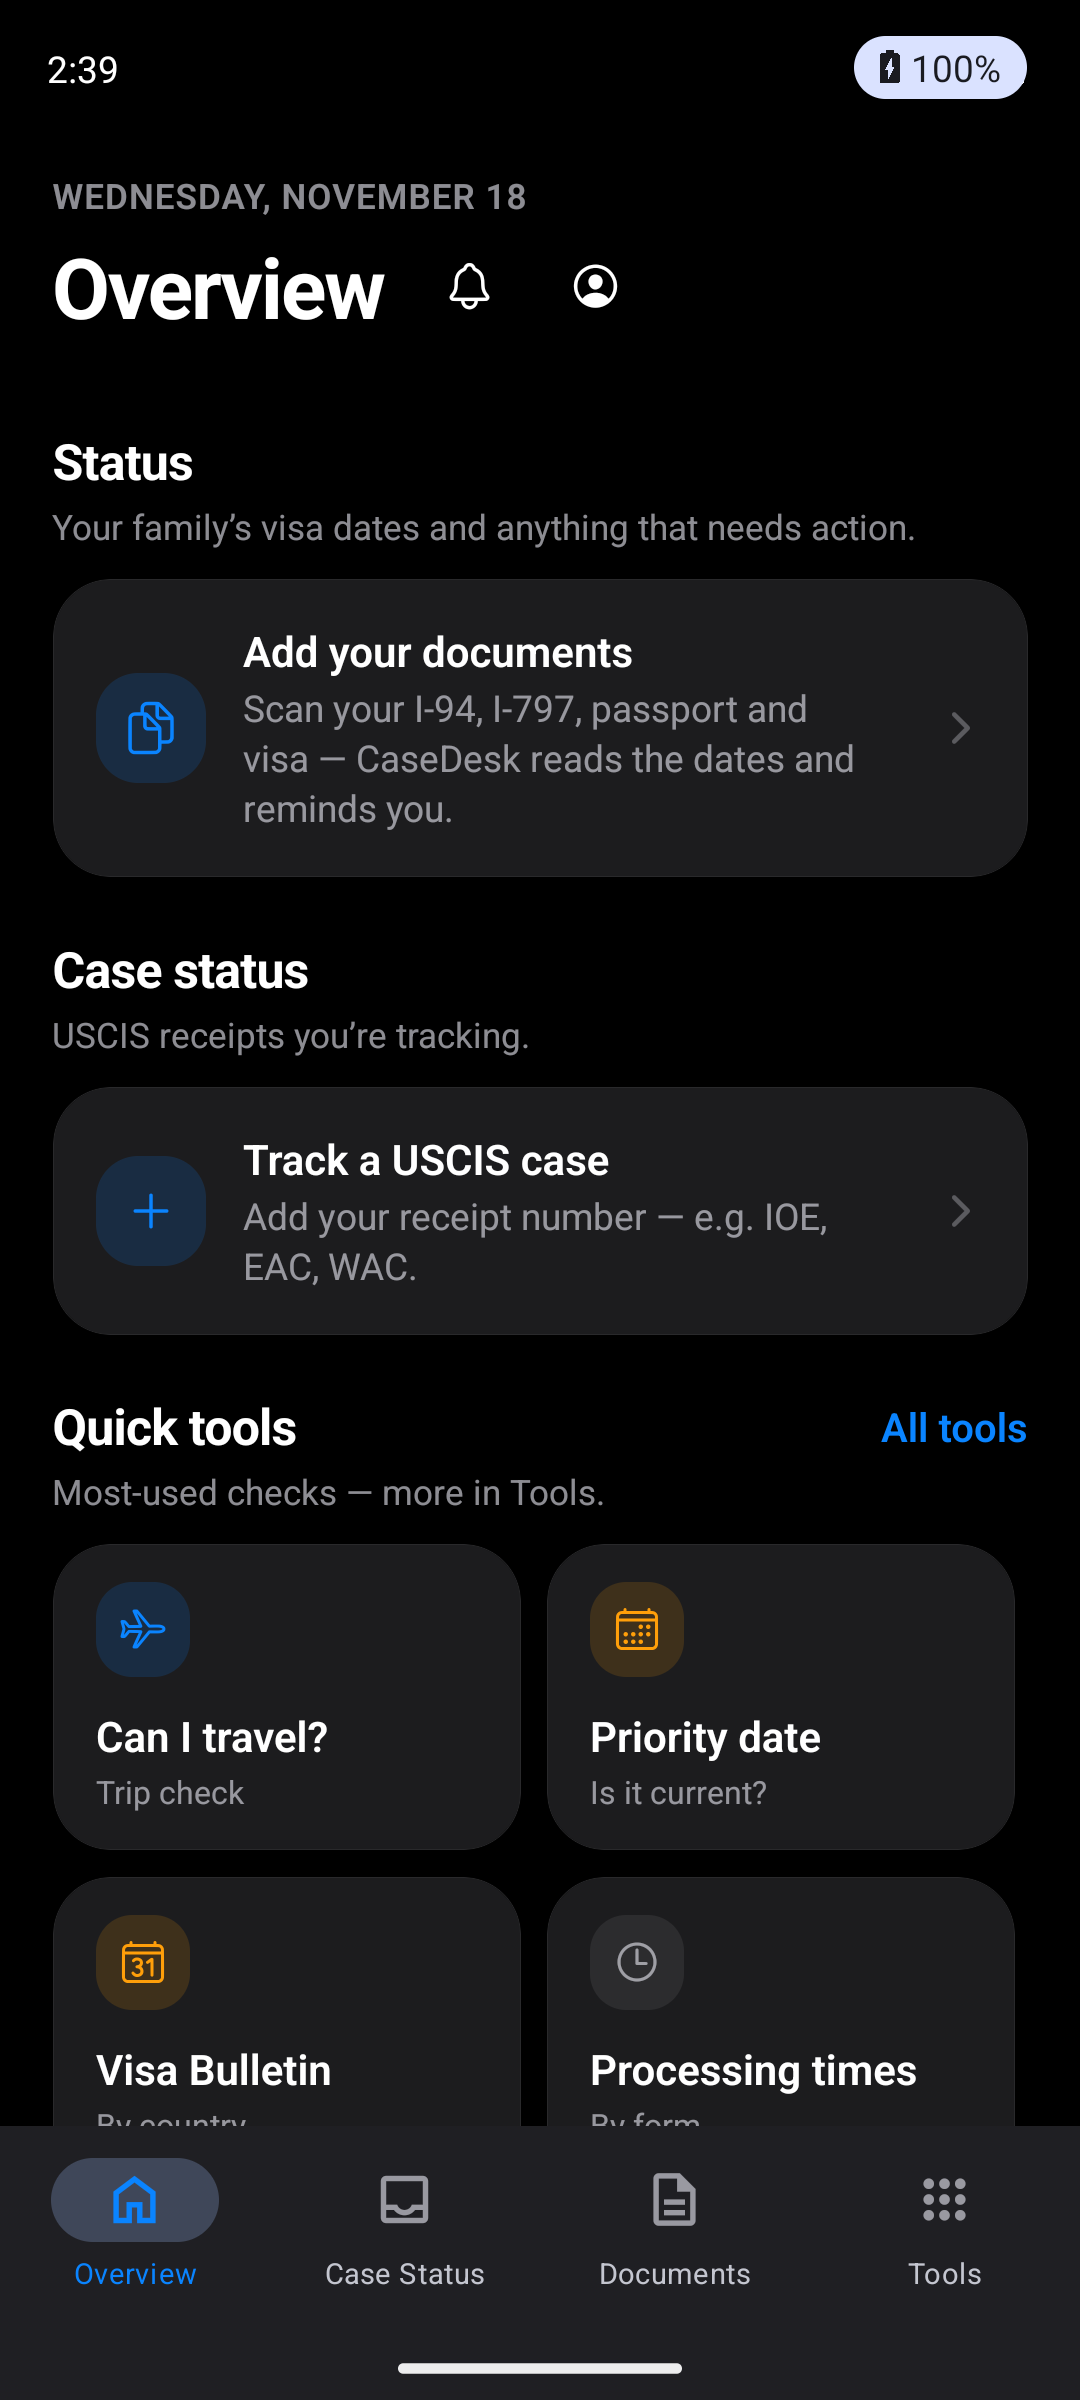 2:39
100%
WEDNESDAY, NOVEMBER 18
Overview
Status
Your family’s visa dates and anything that needs action.
Add your documents
Scan your I-94, I-797, passport and
visa — CaseDesk reads the dates and
reminds you.
Case status
USCIS receipts you’re tracking.
Track a USCIS case
Add your receipt number — e.g. IOE,
EAC, WAC.
Quick tools
All tools
Most-used checks — more in Tools.
Can I travel?
Trip check
Priority date
Is it current?
31
Visa Bulletin
By country
Processing times
By form
Overview
Case Status
Documents
Tools